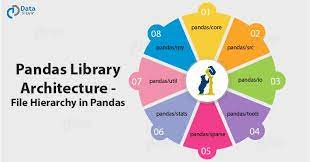 Data
Flair
Pandas Library
Architecture -
File Hierarchy in Pandas
01
pandas/core
02
pandas/src
03
pandas/io
04
pandas/tools
05
pandas/sparse
06
pandas/stats
07
pandas/util
08
pandas/rpy